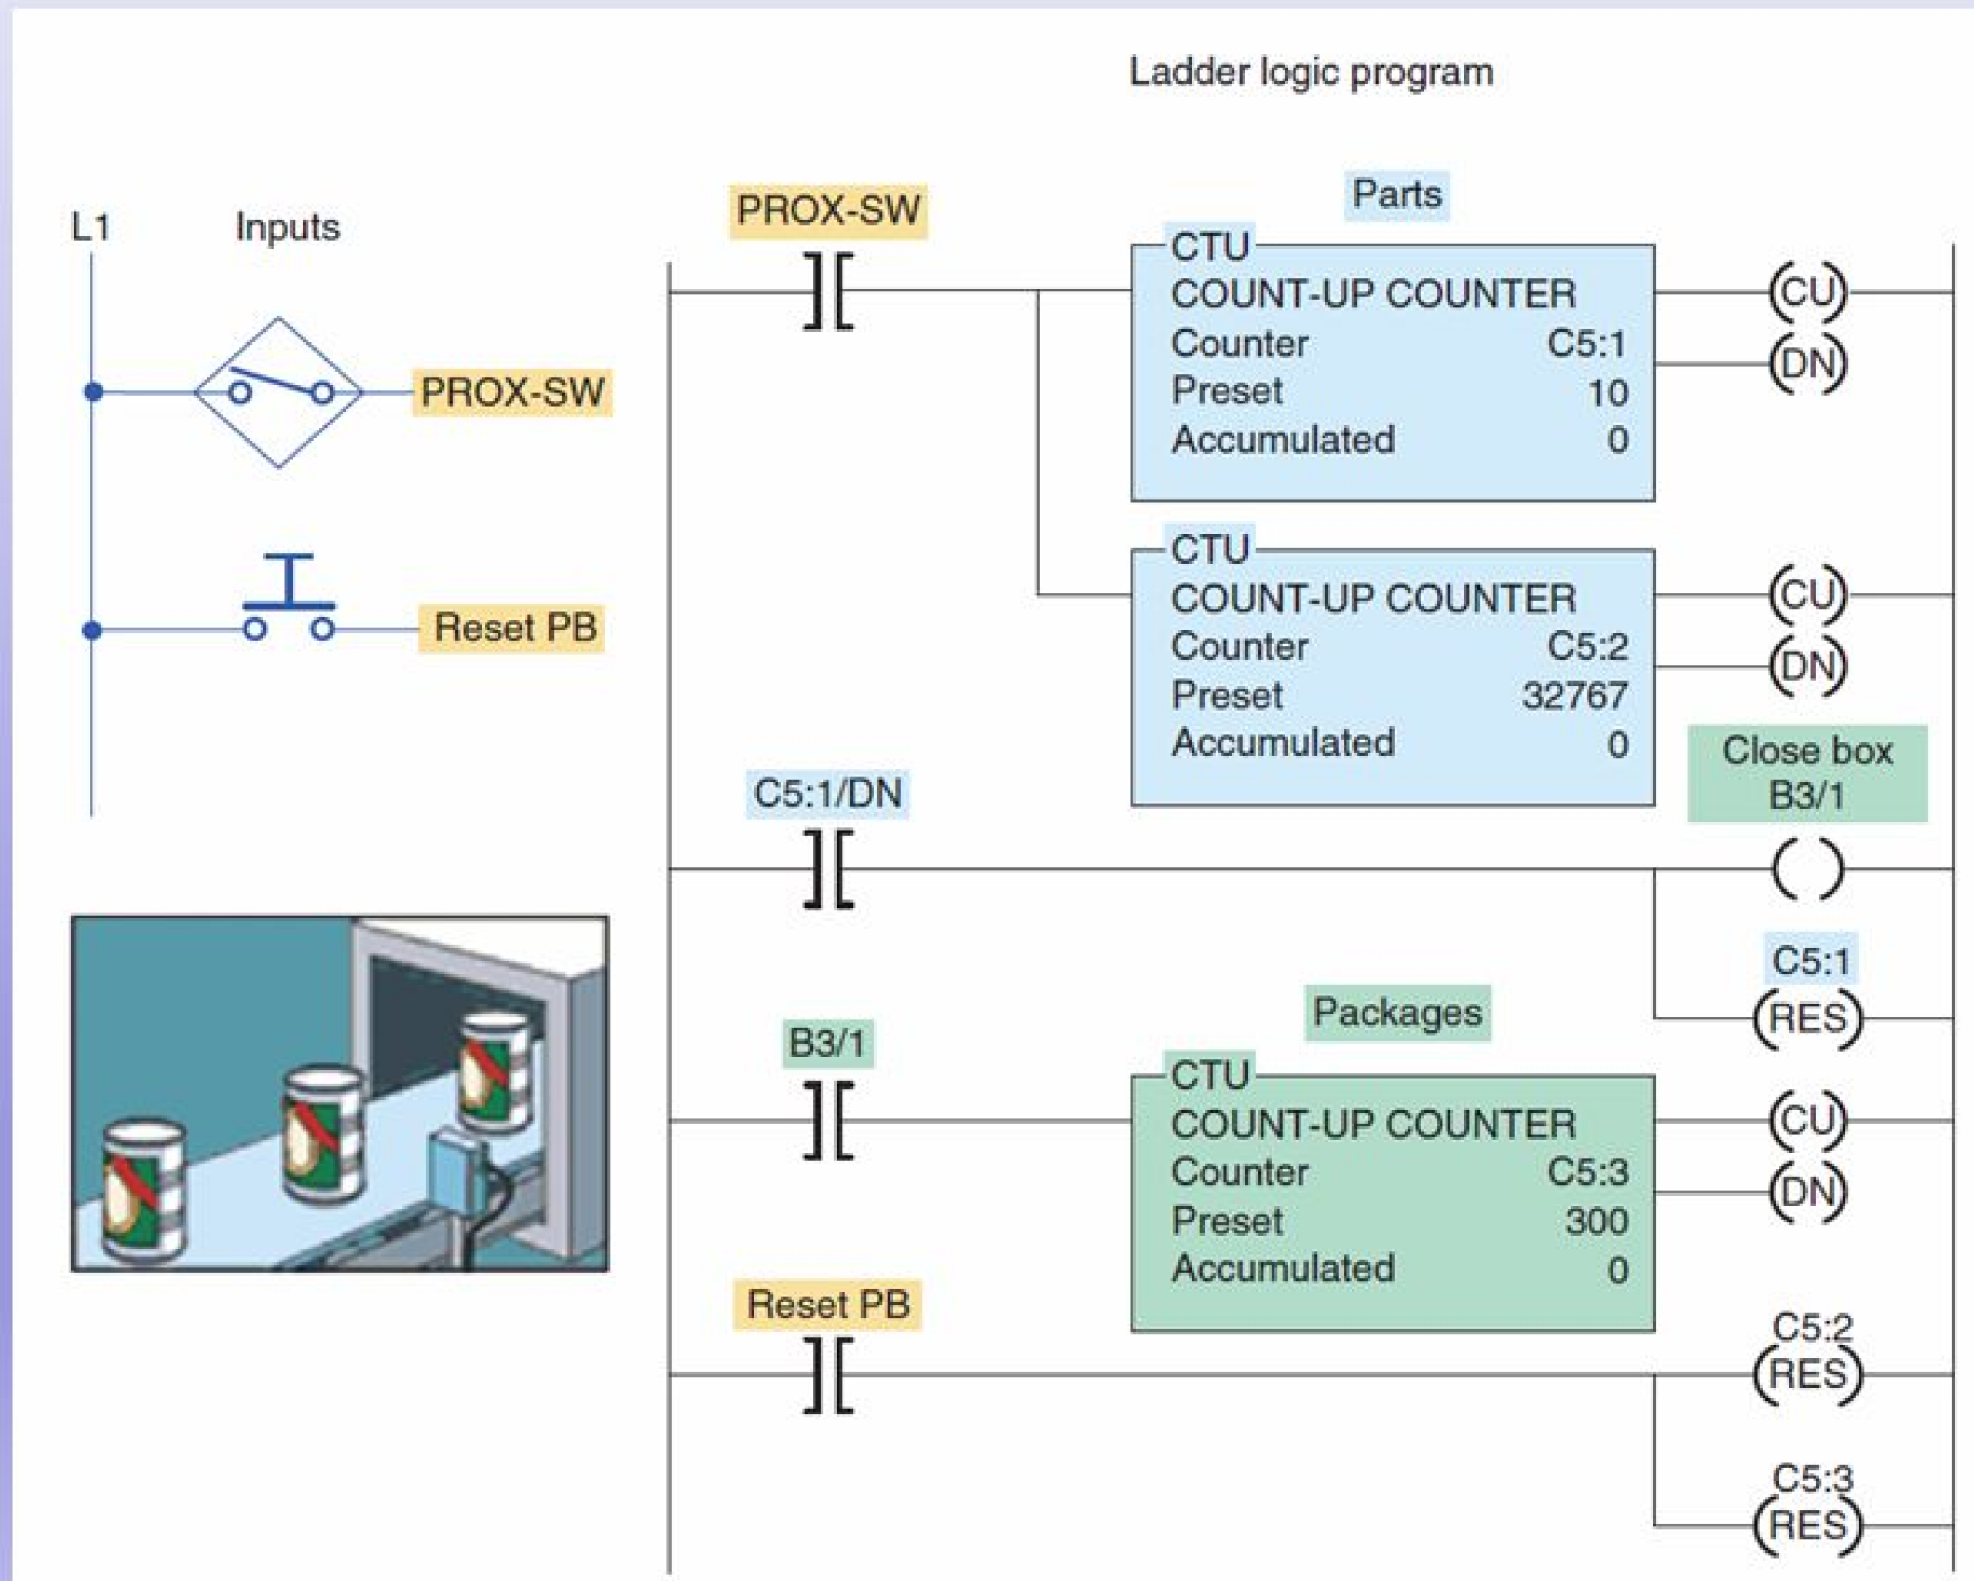 Ladder logic program
L1
Inputs
PROX-SW
Reset PB
PROX-SW
Parts
CTU
COUNT-UP COUNTER
Counter C5:1
Preset 10
Accumulated 0
(CU)
(DN)
CTU
COUNT-UP COUNTER
Counter C5:2
Preset 32767
Accumulated 0
(CU)
(DN)
C5:1/DN
Close box
B3/1
C5:1
(RES)
B3/1
Packages
CTU
COUNT-UP COUNTER
Counter C5:3
Preset 300
Accumulated 0
(CU)
(DN)
Reset PB
C5:2
(RES)
C5:3
(RES)